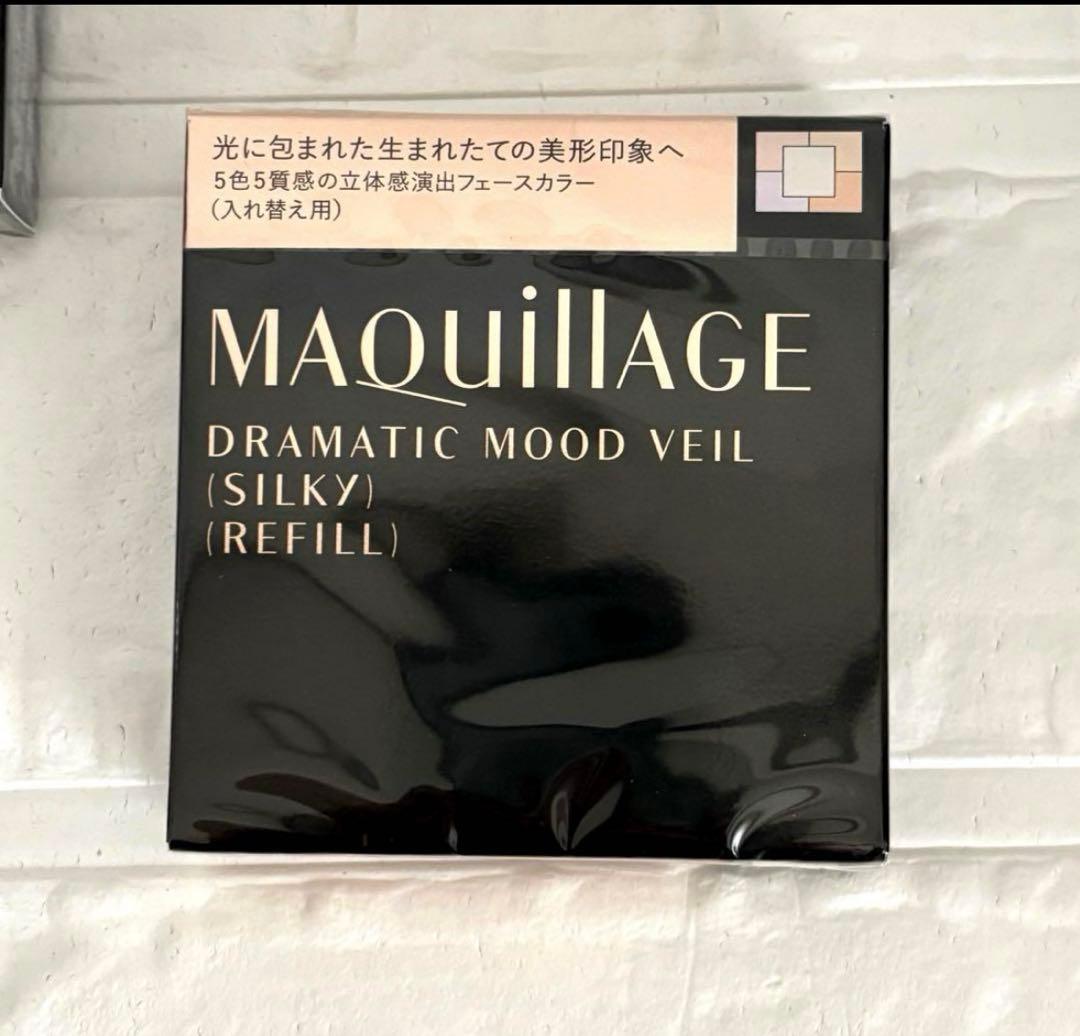 光に包まれた生まれたての美形印象へ
5色5質感の立体感演出フェースカラー
(入れ替え用)
MAQuillAGE
DRAMATIC MOOD VEIL
(SILKY)
(REFILL)